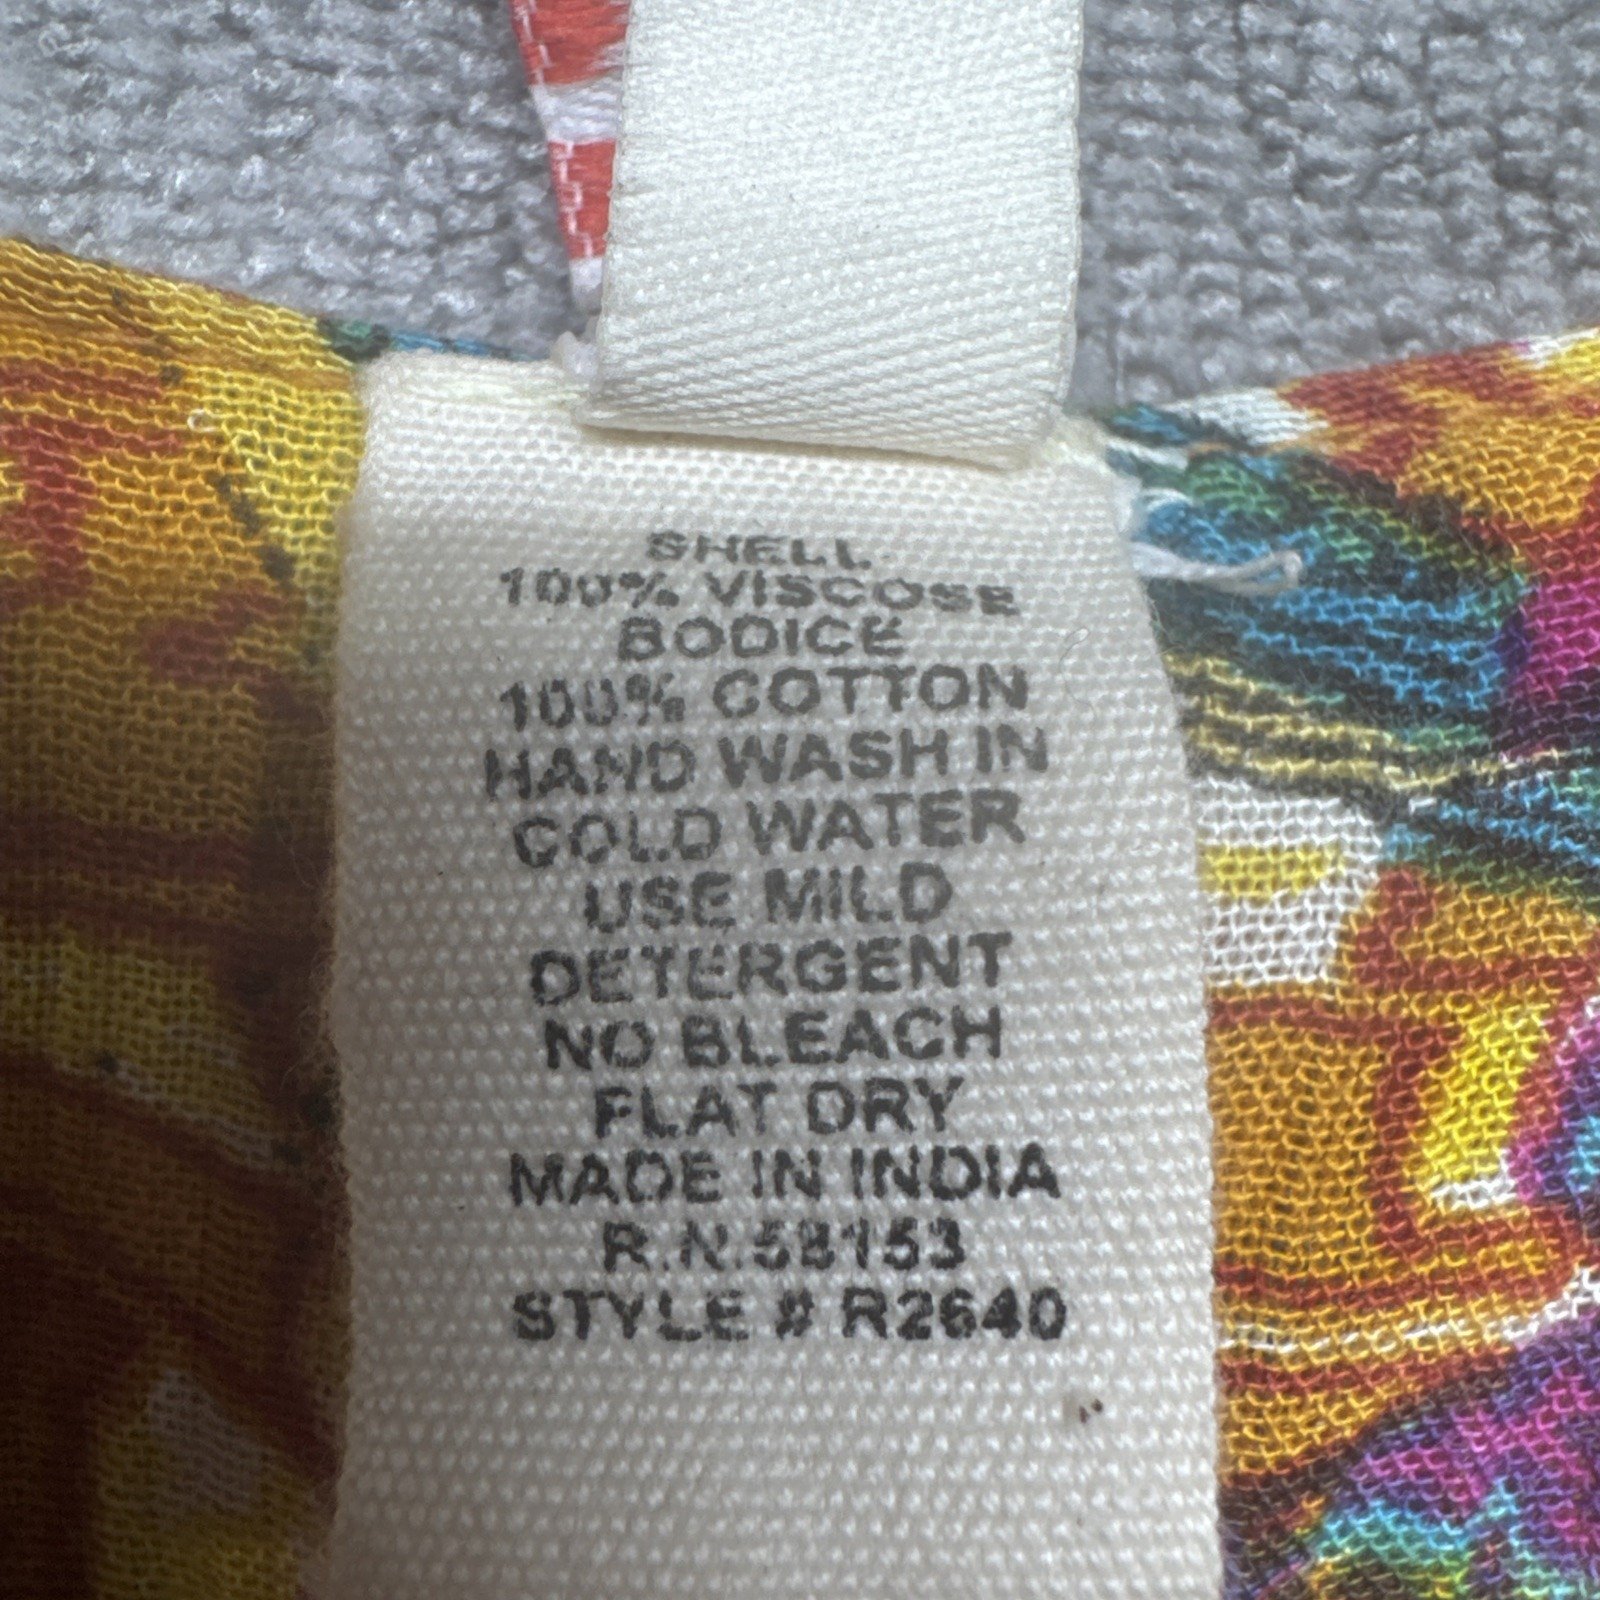 SHELL
100% VISCOSE
BODICE
100% COTTON
HAND WASH IN
COLD WATER
USE MILD
DETERGENT
NO BLEACH
FLAT DRY
MADE IN INDIA
R.N.58153
STYLE # R2640